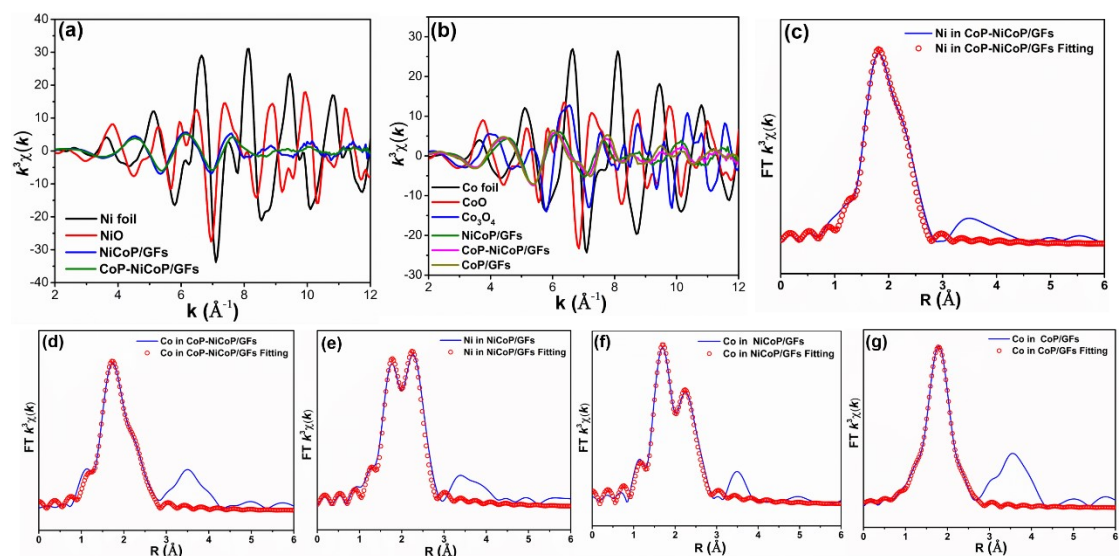 (a)
k³χ(k)
40
30
20
10
0
-10
-20
-30
-40
Ni foil
NiO
NiCoP/GFs
CoP-NiCoP/GFs
2 4 6 8 10 12
k (Å⁻¹)
(b)
k³χ(k)
30
20
10
0
-10
-20
-30
Co foil
CoO
Co₃O₄
NiCoP/GFs
CoP-NiCoP/GFs
CoP/GFs
2 3 4 5 6 7 8 9 10 11 12
k (Å⁻¹)
(c)
Ni in CoP-NiCoP/GFs
Ni in CoP-NiCoP/GFs Fitting
FT k³χ(k)
0 1 2 3 4 5 6
R (Å)
(d)
Co in CoP-NiCoP/GFs
Co in CoP-NiCoP/GFs Fitting
FT k³χ(k)
0 1 2 3 4 5 6
R (Å)
(e)
Ni in NiCoP/GFs
Ni in NiCoP/GFs Fitting
FT k³χ(k)
0 1 2 3 4 5 6
R (Å)
(f)
Co in NiCoP/GFs
Co in NiCoP/GFs Fitting
FT k³χ(k)
0 1 2 3 4 5 6
R (Å)
(g)
Co in CoP/GFs
Co in CoP/GFs Fitting
FT k³χ(k)
0 1 2 3 4 5 6
R (Å)